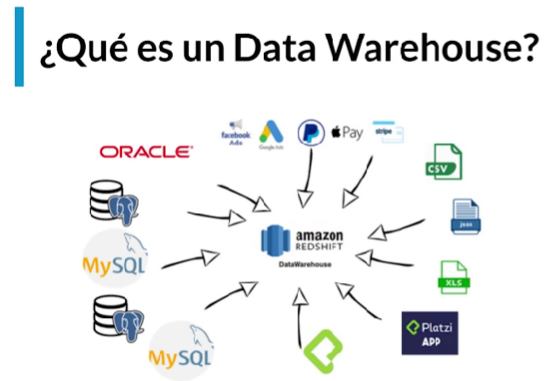 ¿Qué es un Data Warehouse?
facebook
Ads
Google Ads
Pay
stripe
ORACLE
CSV
amazon
REDSHIFT
DataWarehouse
json
MySQL
XLS
Platzi
APP
MySQL